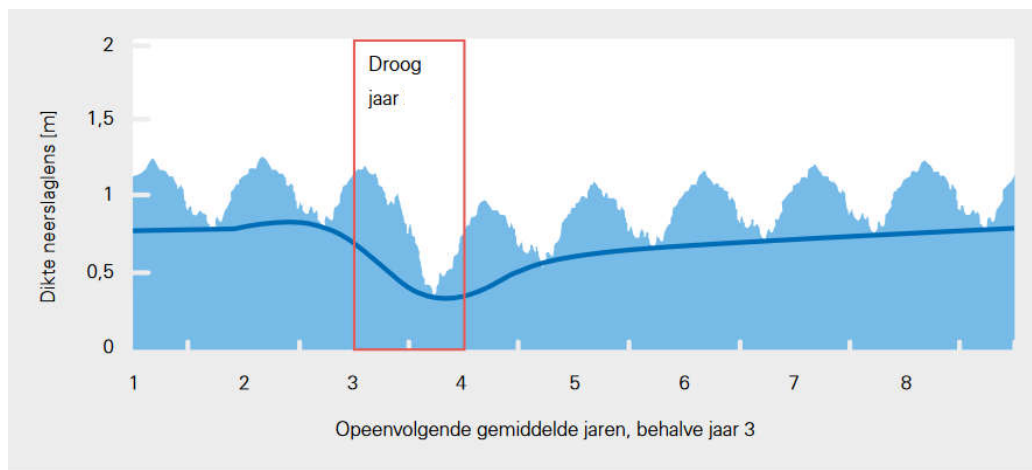 2
Droog
jaar
1,5
1
0,5
0
Dikte neerslaglens [m]
1 2 3 4 5 6 7 8
Opeenvolgende gemiddelde jaren, behalve jaar 3